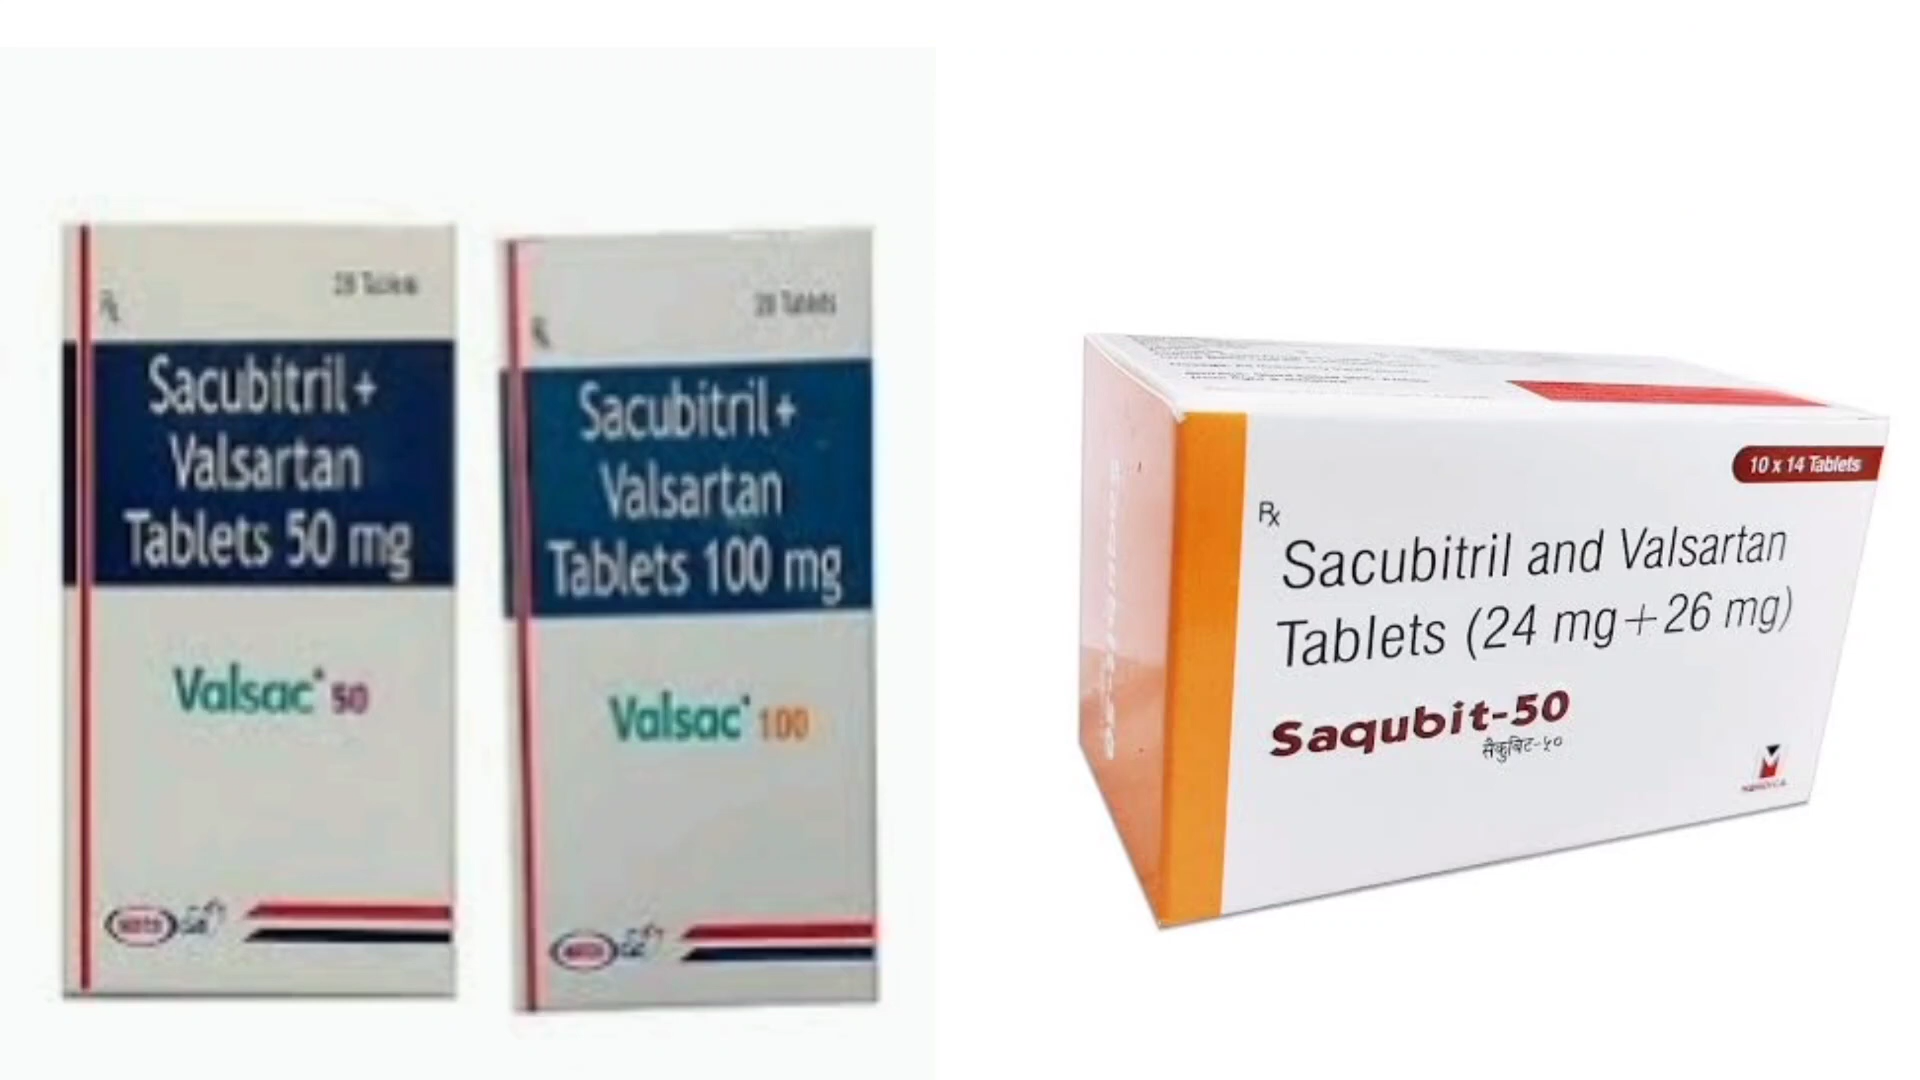 28 Tablets
Rx
Sacubitril+
Valsartan
Tablets 50 mg
Valsac 50
28 Tablets
Sacubitril+
Valsartan
Tablets 100 mg
Valsac 100
10 x 14 Tablets
Rx
Sacubitril and Valsartan
Tablets (24 mg+26 mg)
Saqubit-50
सैकुबिट-५०